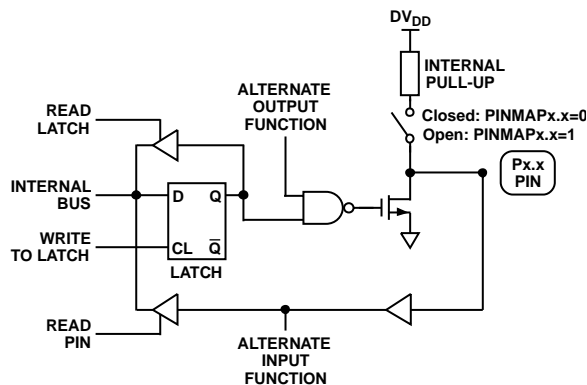 DVDD
INTERNAL
PULL-UP
ALTERNATE
OUTPUT
FUNCTION
READ
LATCH
Closed: PINMAPx.x=0
Open: PINMAPx.x=1
Px.x
PIN
INTERNAL
BUS
D Q
WRITE
TO LATCH
CL Q̅
LATCH
READ
PIN
ALTERNATE
INPUT
FUNCTION